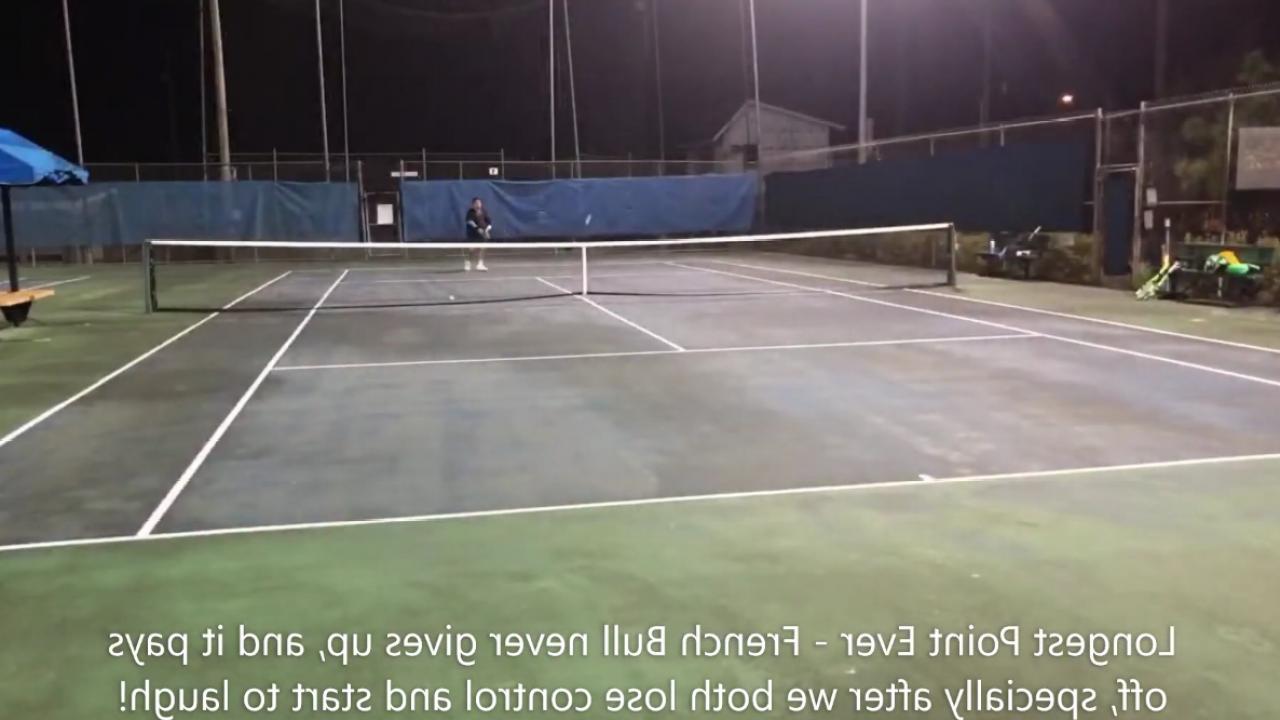 Longest Point Ever - French Bull never gives up, and it pays
off, specially after we both lose control and start to laugh!